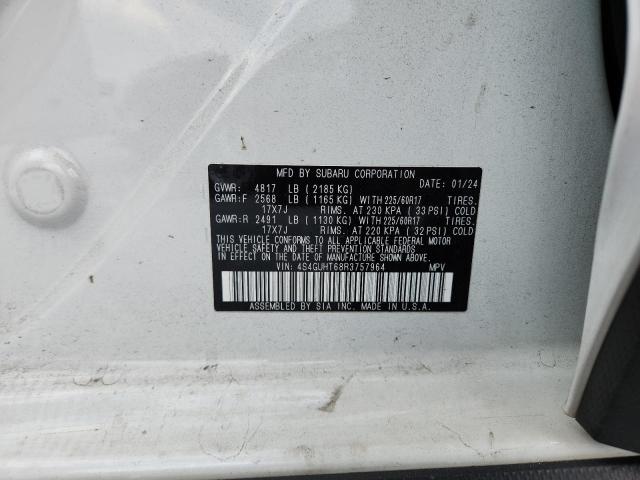 MFD BY SUBARU CORPORATION
GVWR: 4817 LB (2185 KG) DATE: 01/24
GAWR:F 2568 LB (1165 KG) WITH 225/60R17 TIRES.
17X7J RIMS. AT 230 KPA (33 PSI) COLD
GAWR:R 2491 LB (1130 KG) WITH 225/60R17 TIRES.
17X7J RIMS. AT 220 KPA (32 PSI) COLD
THIS VEHICLE CONFORMS TO ALL APPLICABLE FEDERAL MOTOR
VEHICLE SAFETY STANDARDS IN EFFECT
ON THE DATE OF MANUFACTURE SHOWN ABOVE.
VIN: 4S4GUHT68R3757964 MPV
ASSEMBLED BY SIA INC. MADE IN U.S.A.